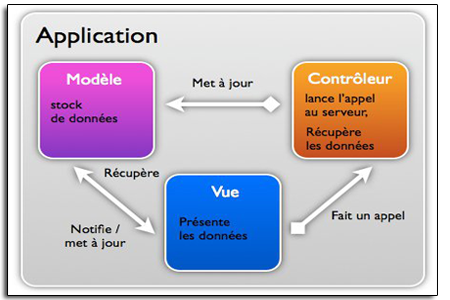 Application
Modèle
stock
de données
Met à jour
Contrôleur
lance l'appel
au serveur,
Récupère
les données
Récupère
Notifie /
met à jour
Vue
Présente
les données
Fait un appel